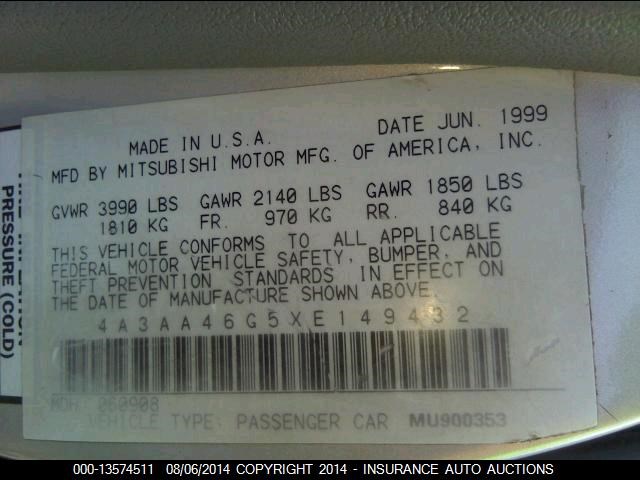 MADE IN U.S.A. DATE JUN. 1999
MFD BY MITSUBISHI MOTOR MFG. OF AMERICA, INC.
GVWR 3990 LBS GAWR 2140 LBS GAWR 1850 LBS
1810 KG FR. 970 KG RR. 840 KG
THIS VEHICLE CONFORMS TO ALL APPLICABLE
FEDERAL MOTOR VEHICLE SAFETY, BUMPER, AND
THEFT PREVENTION STANDARDS IN EFFECT ON
THE DATE OF MANUFACTURE SHOWN ABOVE.
4A3AA46G5XE149432
MDH: 060908
VEHICLE TYPE: PASSENGER CAR MU900353
PRESSURE (COLD)
000-13574511 08/06/2014 COPYRIGHT 2014 - INSURANCE AUTO AUCTIONS